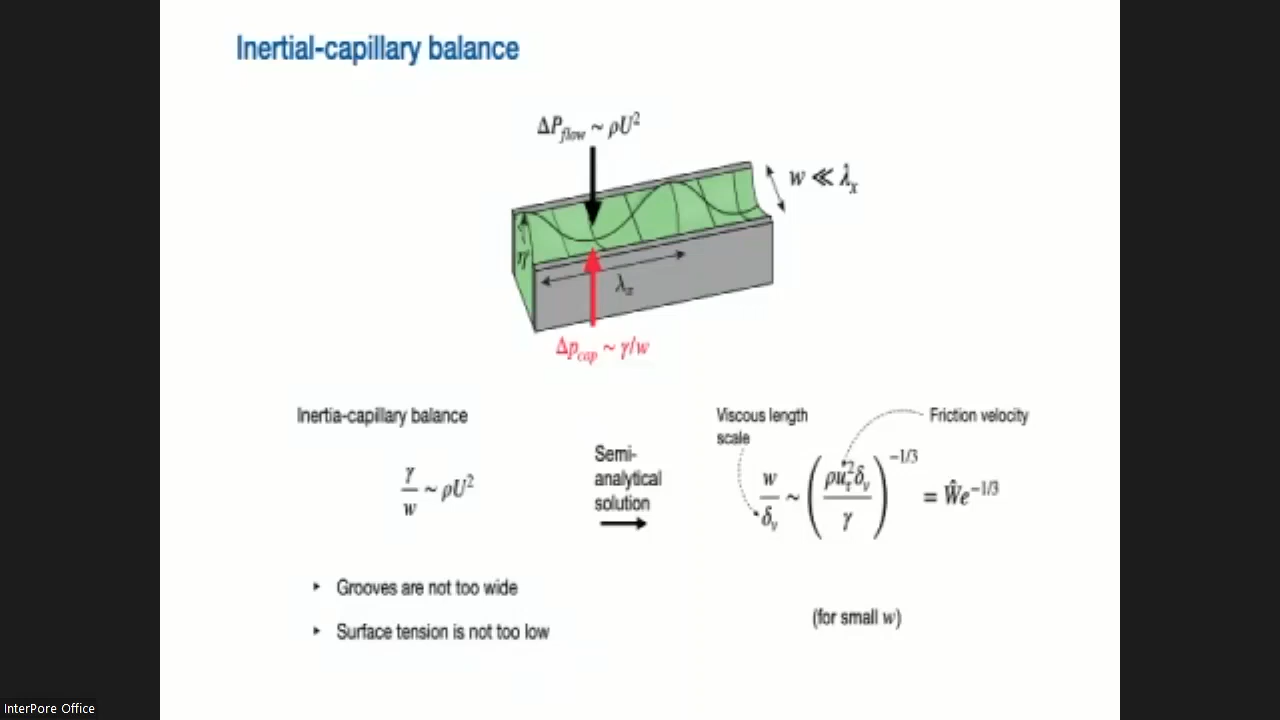 Inertial-capillary balance
ΔP_flow ~ ρU²
w ≪ λ_x
η
λ_x
Δp_cap ~ γ/w
Inertia-capillary balance
γ/w ~ ρU²
Semi-
analytical
solution
Viscous length
scale
Friction velocity
w/δ_ν ~ (ρu_τ²δ_ν/γ)^{-1/3} = Ŵe^{-1/3}
‣ Grooves are not too wide
‣ Surface tension is not too low
(for small w)
InterPore Office